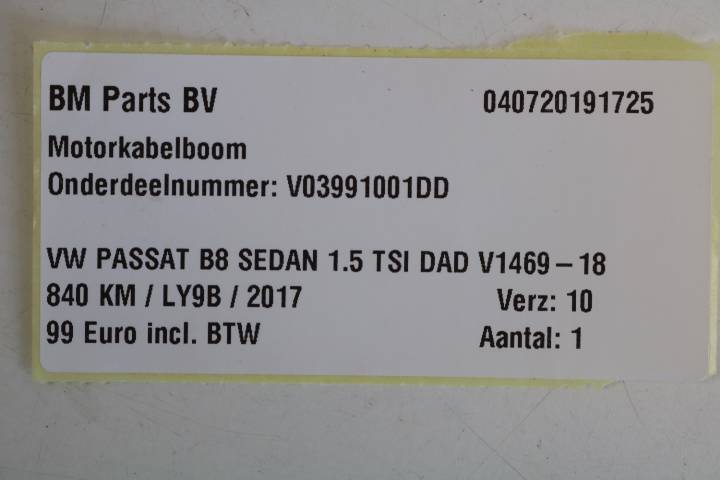 BM Parts BV 040720191725
Motorkabelboom
Onderdeelnummer: V03991001DD
VW PASSAT B8 SEDAN 1.5 TSI DAD V1469-18
840 KM / LY9B / 2017 Verz: 10
99 Euro incl. BTW Aantal: 1